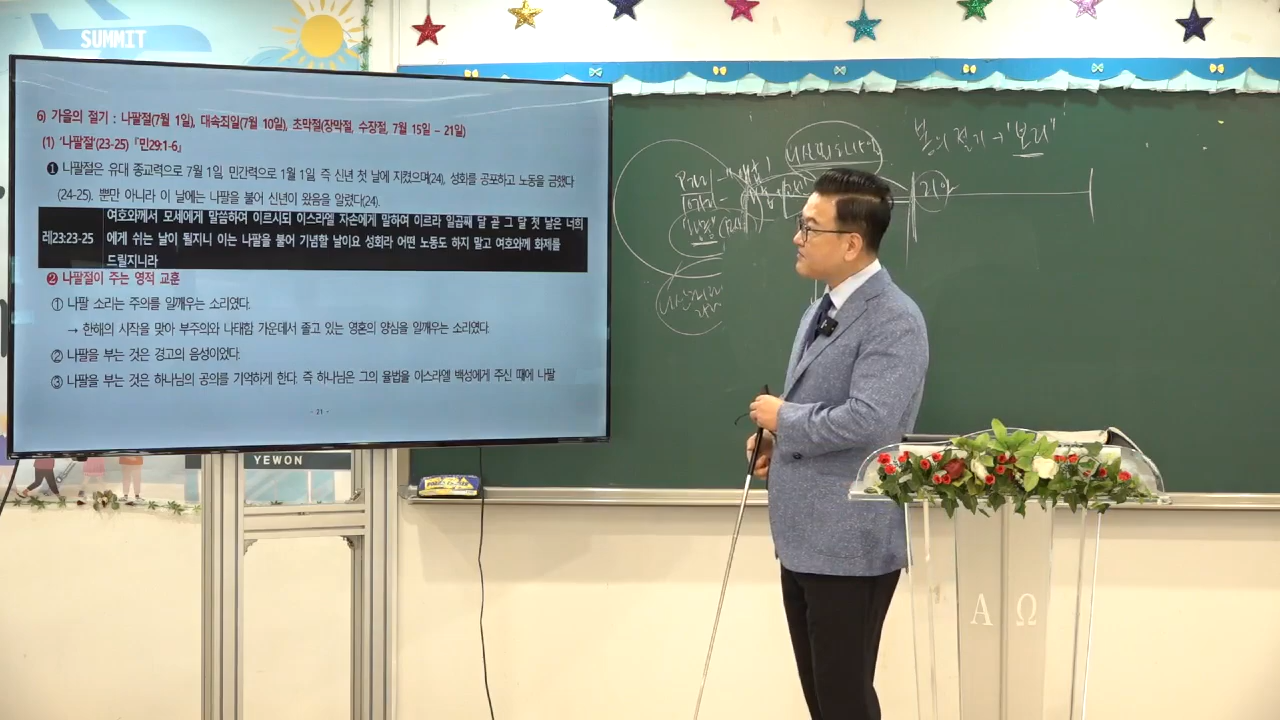 SUMMIT
6) 가을의 절기 : 나팔절(7월 1일), 대속죄일(7월 10일), 초막절(장막절, 수장절, 7월 15일 – 21일)
(1) '나팔절'(23-25) 「민29:1-6」
❶ 나팔절은 유대 종교력으로 7월 1일, 민간력으로 1월 1일, 즉 신년 첫 날에 지켰으며(24), 성회를 공포하고 노동을 금했다
(24-25). 뿐만 아니라 이 날에는 나팔을 불어 신년이 왔음을 알렸다(24).
레23:23-25
여호와께서 모세에게 말씀하여 이르시되 이스라엘 자손에게 말하여 이르라 일곱째 달 곧 그 달 첫 날은 너희
에게 쉬는 날이 될지니 이는 나팔을 불어 기념할 날이요 성회라 어떤 노동도 하지 말고 여호와께 화제를
드릴지니라
❷ 나팔절이 주는 영적 교훈
① 나팔 소리는 주의를 일깨우는 소리였다.
→ 한해의 시작을 맞아 부주의와 나태함 가운데서 졸고 있는 영혼의 양심을 일깨우는 소리였다.
② 나팔을 부는 것은 경고의 음성이었다.
③ 나팔을 부는 것은 하나님의 공의를 기억하게 한다. 즉 하나님은 그의 율법을 이스라엘 백성에게 주신 때에 나팔
- 21 -
봄의 절기 → "보리"
YEWON
Α Ω